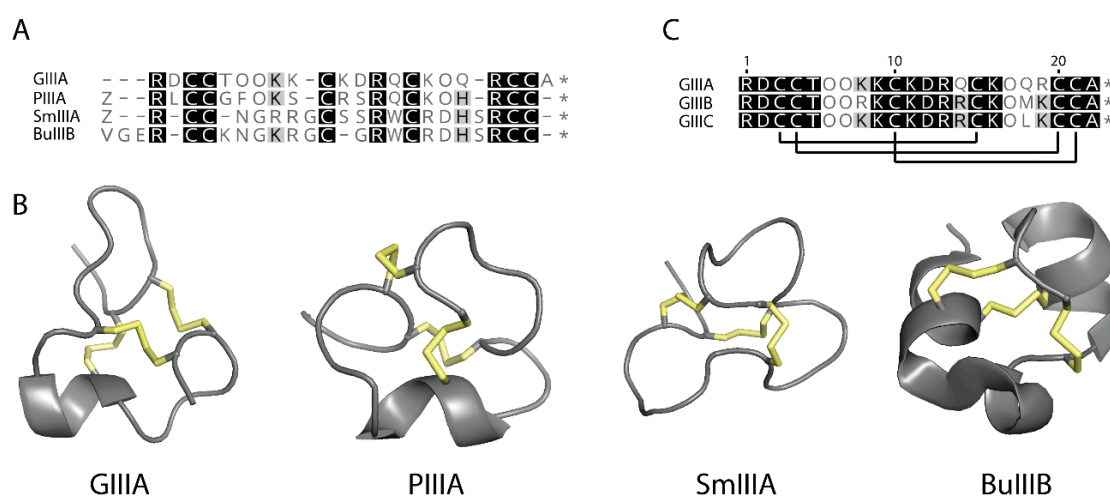 A
GIIIA ---RDCCTOOKK-CKDRQCKOQ-RCCA*
PIIIA Z--RLCCGFOKS-CRSRQCKOH-RCC-*
SmIIIA Z--R-CC-NGRRGCSSRWCRDHSRCC-*
BuIIIB VGER-CCKNGKRGC-GRWCRDHSRCC-*
C
1 10 20
GIIIA RDCCTOOKKCKDRQCKOQRCCA*
GIIIB RDCCTOORKCKDRRCKOMKCCA*
GIIIC RDCCTOOKKCKDRRCKOLKCCA*
B
GIIIA PIIIA SmIIIA BuIIIB